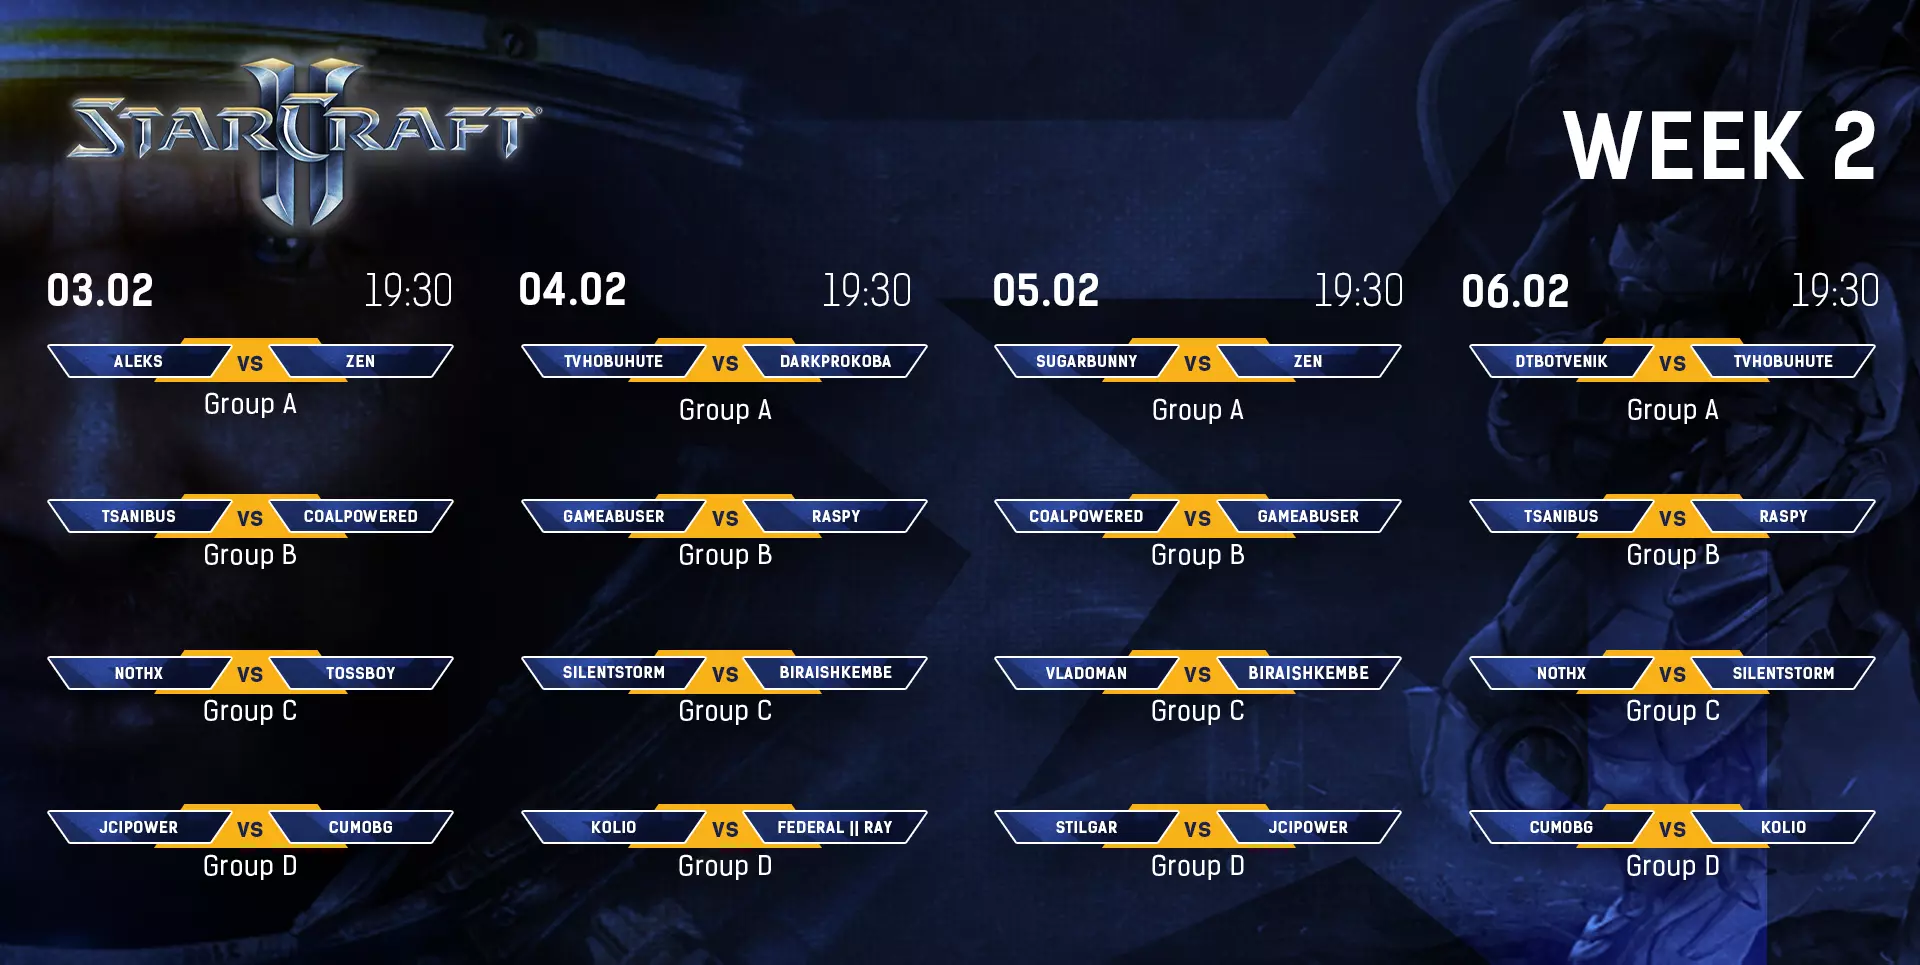 STARCRAFT II
WEEK 2
03.02 19:30
ALEKS VS ZEN
Group A
TSANIBUS VS COALPOWERED
Group B
NOTHX VS TOSSBOY
Group C
JCIPOWER VS CUMOBG
Group D
04.02 19:30
TVHOBUHUTE VS DARKPROKOBA
Group A
GAMEABUSER VS RASPY
Group B
SILENTSTORM VS BIRAISHKEMBE
Group C
KOLIO VS FEDERAL || RAY
Group D
05.02 19:30
SUGARBUNNY VS ZEN
Group A
COALPOWERED VS GAMEABUSER
Group B
VLADOMAN VS BIRAISHKEMBE
Group C
STILGAR VS JCIPOWER
Group D
06.02 19:30
DTBOTVENIK VS TVHOBUHUTE
Group A
TSANIBUS VS RASPY
Group B
NOTHX VS SILENTSTORM
Group C
CUMOBG VS KOLIO
Group D